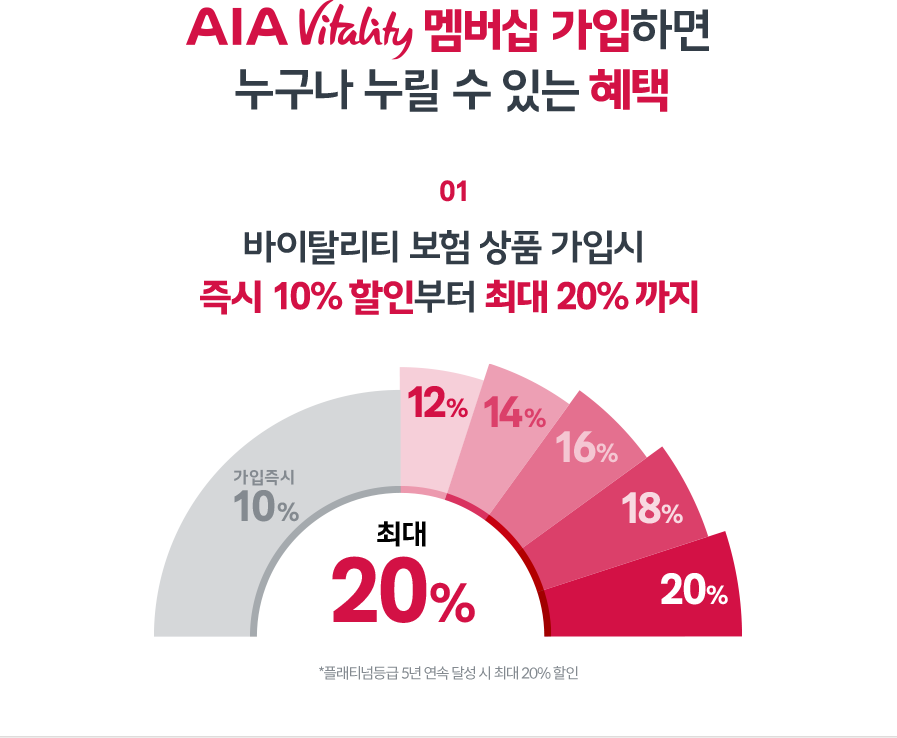 AIA Vitality 멤버십 가입하면
누구나 누릴 수 있는 혜택
01
바이탈리티 보험 상품 가입시
즉시 10% 할인부터 최대 20% 까지
가입즉시
10%
12%
14%
16%
18%
20%
최대
20%
*플래티넘등급 5년 연속 달성 시 최대 20% 할인